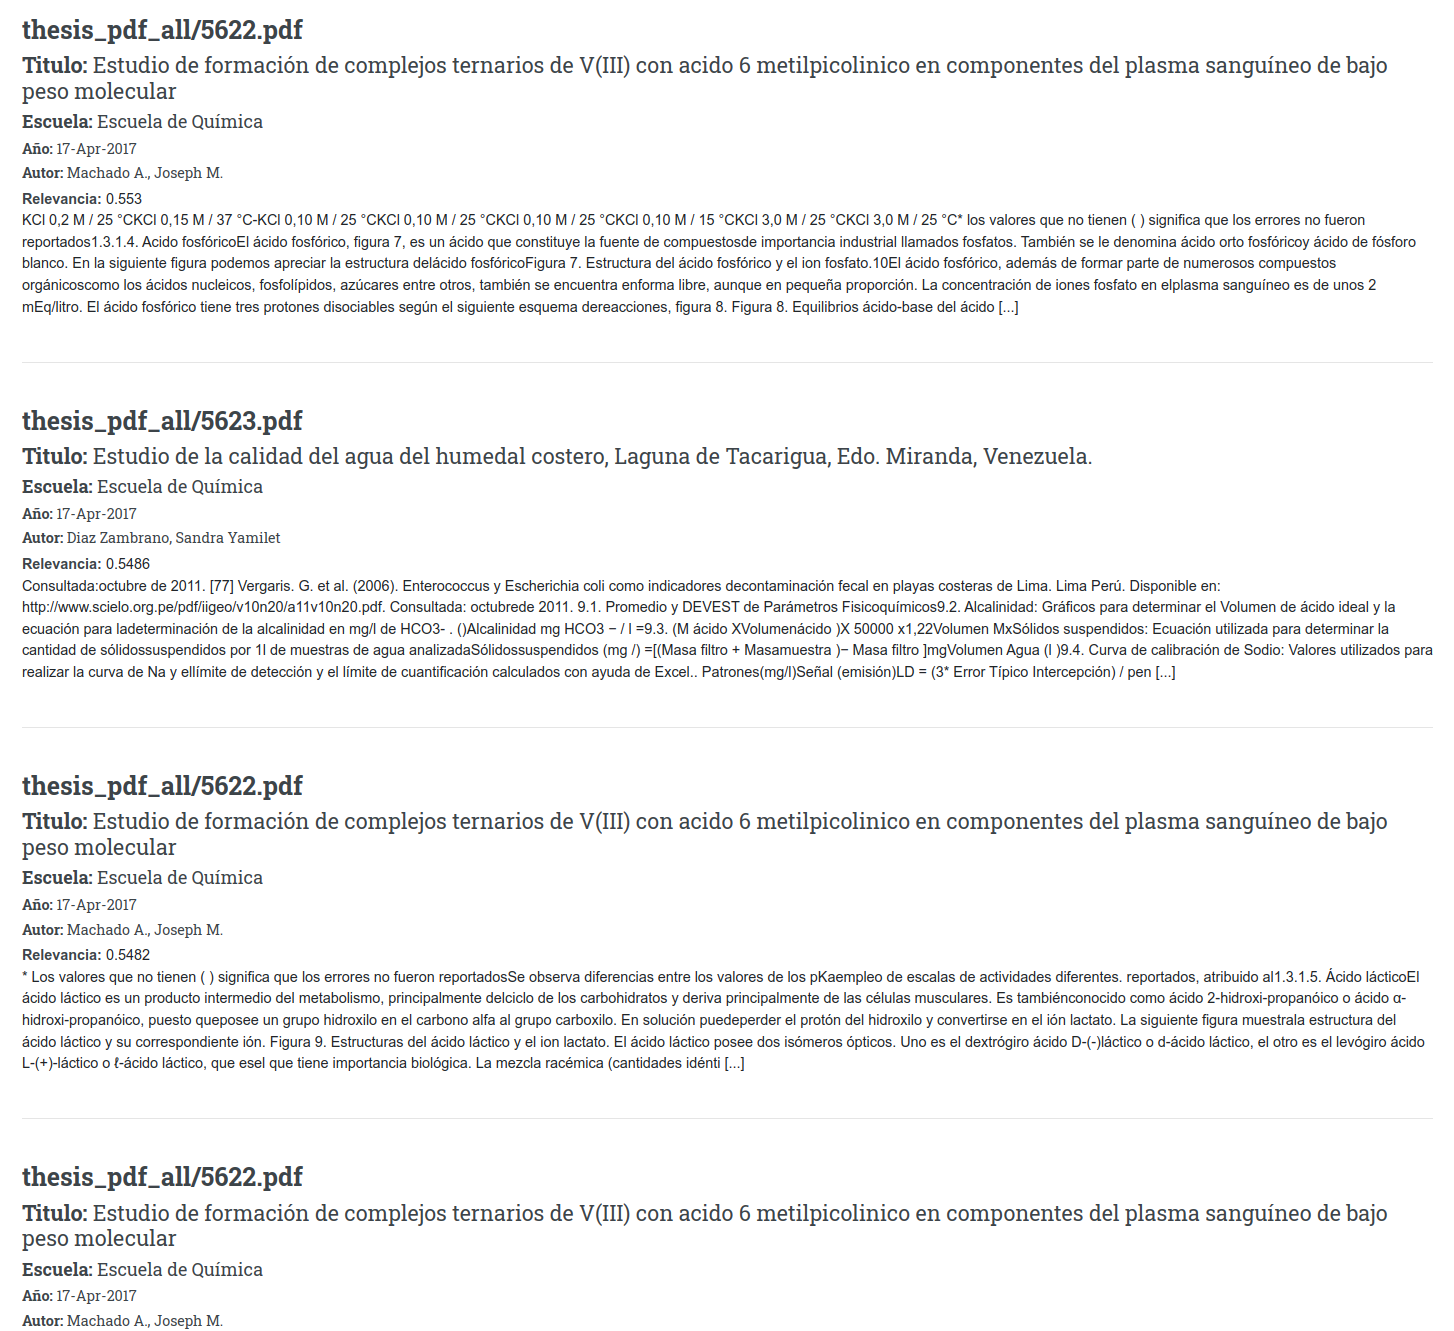 thesis_pdf_all/5622.pdf
Titulo: Estudio de formación de complejos ternarios de V(III) con acido 6 metilpicolinico en componentes del plasma sanguíneo de bajo
peso molecular
Escuela: Escuela de Química
Año: 17-Apr-2017
Autor: Machado A., Joseph M.
Relevancia: 0.553
KCl 0,2 M / 25 °CKCl 0,15 M / 37 °C-KCl 0,10 M / 25 °CKCl 0,10 M / 25 °CKCl 0,10 M / 25 °CKCl 0,10 M / 15 °CKCl 3,0 M / 25 °CKCl 3,0 M / 25 °C* los valores que no tienen ( ) significa que los errores no fueron
reportados1.3.1.4. Acido fosfóricoEl ácido fosfórico, figura 7, es un ácido que constituye la fuente de compuestosde importancia industrial llamados fosfatos. También se le denomina ácido orto fosfóricoy ácido de fósforo
blanco. En la siguiente figura podemos apreciar la estructura delácido fosfóricoFigura 7. Estructura del ácido fosfórico y el ion fosfato.10El ácido fosfórico, además de formar parte de numerosos compuestos
orgánicoscomo los ácidos nucleicos, fosfolípidos, azúcares entre otros, también se encuentra enforma libre, aunque en pequeña proporción. La concentración de iones fosfato en elplasma sanguíneo es de unos 2
mEq/litro. El ácido fosfórico tiene tres protones disociables según el siguiente esquema dereacciones, figura 8. Figura 8. Equilibrios ácido-base del ácido [...]
thesis_pdf_all/5623.pdf
Titulo: Estudio de la calidad del agua del humedal costero, Laguna de Tacarigua, Edo. Miranda, Venezuela.
Escuela: Escuela de Química
Año: 17-Apr-2017
Autor: Diaz Zambrano, Sandra Yamilet
Relevancia: 0.5486
Consultada:octubre de 2011. [77] Vergaris. G. et al. (2006). Enterococcus y Escherichia coli como indicadores decontaminación fecal en playas costeras de Lima. Lima Perú. Disponible en:
http://www.scielo.org.pe/pdf/iigeo/v10n20/a11v10n20.pdf. Consultada: octubrede 2011. 9.1. Promedio y DEVEST de Parámetros Fisicoquímicos9.2. Alcalinidad: Gráficos para determinar el Volumen de ácido ideal y la
ecuación para ladeterminación de la alcalinidad en mg/l de HCO3- . ()Alcalinidad mg HCO3 − / l =9.3. (M ácido XVolumenácido )X 50000 x1,22Volumen MxSólidos suspendidos: Ecuación utilizada para determinar la
cantidad de sólidossuspendidos por 1l de muestras de agua analizadaSólidossuspendidos (mg /) =[(Masa filtro + Masamuestra )− Masa filtro ]mgVolumen Agua (l )9.4. Curva de calibración de Sodio: Valores utilizados para
realizar la curva de Na y ellímite de detección y el límite de cuantificación calculados con ayuda de Excel.. Patrones(mg/l)Señal (emisión)LD = (3* Error Típico Intercepción) / pen [...]
thesis_pdf_all/5622.pdf
Titulo: Estudio de formación de complejos ternarios de V(III) con acido 6 metilpicolinico en componentes del plasma sanguíneo de bajo
peso molecular
Escuela: Escuela de Química
Año: 17-Apr-2017
Autor: Machado A., Joseph M.
Relevancia: 0.5482
* Los valores que no tienen ( ) significa que los errores no fueron reportadosSe observa diferencias entre los valores de los pKaempleo de escalas de actividades diferentes. reportados, atribuido al1.3.1.5. Ácido lácticoEl
ácido láctico es un producto intermedio del metabolismo, principalmente delciclo de los carbohidratos y deriva principalmente de las células musculares. Es tambiénconocido como ácido 2-hidroxi-propanóico o ácido α-
hidroxi-propanóico, puesto queposee un grupo hidroxilo en el carbono alfa al grupo carboxilo. En solución puedeperder el protón del hidroxilo y convertirse en el ión lactato. La siguiente figura muestrala estructura del
ácido láctico y su correspondiente ión. Figura 9. Estructuras del ácido láctico y el ion lactato. El ácido láctico posee dos isómeros ópticos. Uno es el dextrógiro ácido D-(-)láctico o d-ácido láctico, el otro es el levógiro ácido
L-(+)-láctico o ℓ-ácido láctico, que esel que tiene importancia biológica. La mezcla racémica (cantidades idénti [...]
thesis_pdf_all/5622.pdf
Titulo: Estudio de formación de complejos ternarios de V(III) con acido 6 metilpicolinico en componentes del plasma sanguíneo de bajo
peso molecular
Escuela: Escuela de Química
Año: 17-Apr-2017
Autor: Machado A., Joseph M.